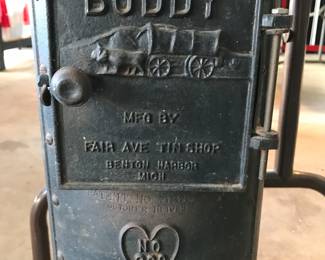 BUDDY
MFG BY
FAIR AVE TIN SHOP
BENTON HARBOR
MICH
NO